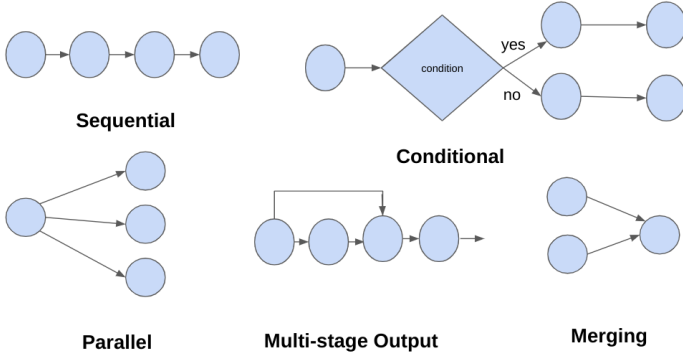 condition
yes
no
Sequential
Conditional
Parallel
Multi-stage Output
Merging